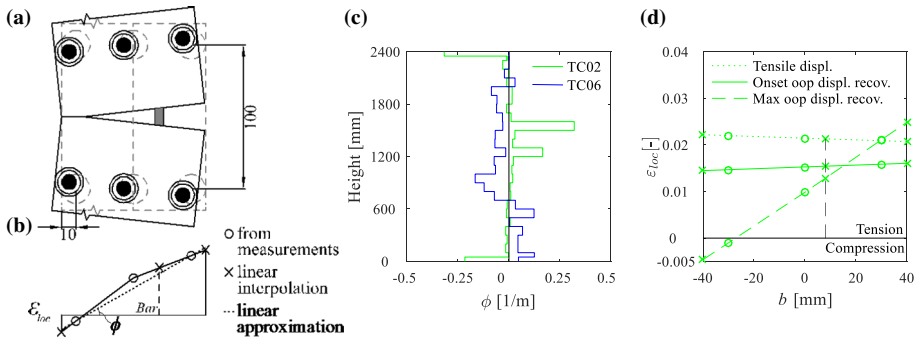 (a)
100
10
(b)
from
measurements
linear
interpolation
linear
approximation
εloc
Bar
ϕ
(c)
2400
1800
1200
600
0
Height [mm]
TC02
TC06
-0.5
-0.25
0
0.25
0.5
ϕ [1/m]
(d)
0.04
0.03
0.02
0.01
0
-0.005
εloc [-]
Tensile displ.
Onset oop displ. recov.
Max oop displ. recov.
Tension
Compression
-40
-20
0
20
40
b [mm]